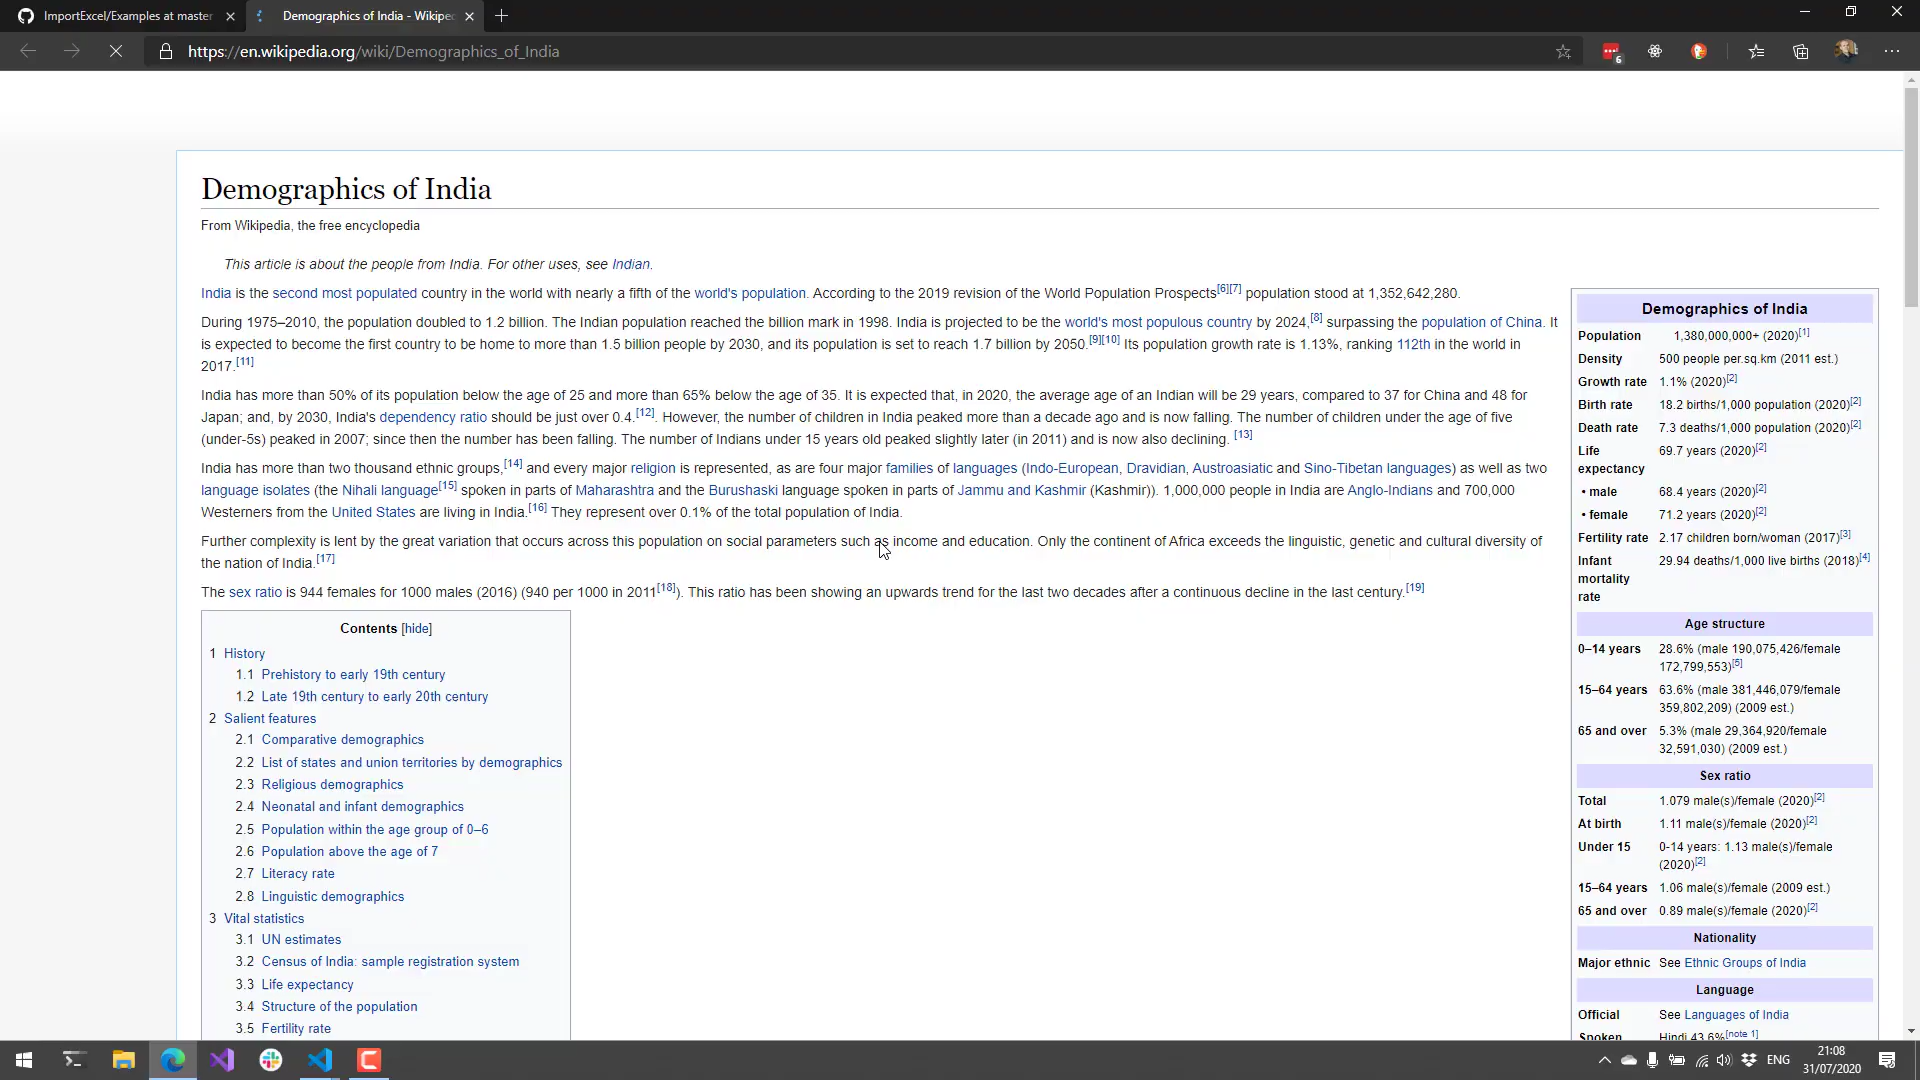 ImportExcel/Examples at master
Demographics of India - Wikipe
https://en.wikipedia.org/wiki/Demographics_of_India
6
Demographics of India
From Wikipedia, the free encyclopedia
This article is about the people from India. For other uses, see Indian.
India is the second most populated country in the world with nearly a fifth of the world's population. According to the 2019 revision of the World Population Prospects[6][7] population stood at 1,352,642,280.
During 1975–2010, the population doubled to 1.2 billion. The Indian population reached the billion mark in 1998. India is projected to be the world's most populous country by 2024,[8] surpassing the population of China. It
is expected to become the first country to be home to more than 1.5 billion people by 2030, and its population is set to reach 1.7 billion by 2050.[9][10] Its population growth rate is 1.13%, ranking 112th in the world in
2017.[11]
India has more than 50% of its population below the age of 25 and more than 65% below the age of 35. It is expected that, in 2020, the average age of an Indian will be 29 years, compared to 37 for China and 48 for
Japan; and, by 2030, India's dependency ratio should be just over 0.4.[12] However, the number of children in India peaked more than a decade ago and is now falling. The number of children under the age of five
(under-5s) peaked in 2007; since then the number has been falling. The number of Indians under 15 years old peaked slightly later (in 2011) and is now also declining. [13]
India has more than two thousand ethnic groups,[14] and every major religion is represented, as are four major families of languages (Indo-European, Dravidian, Austroasiatic and Sino-Tibetan languages) as well as two
language isolates (the Nihali language[15] spoken in parts of Maharashtra and the Burushaski language spoken in parts of Jammu and Kashmir (Kashmir)). 1,000,000 people in India are Anglo-Indians and 700,000
Westerners from the United States are living in India.[16] They represent over 0.1% of the total population of India.
Further complexity is lent by the great variation that occurs across this population on social parameters such as income and education. Only the continent of Africa exceeds the linguistic, genetic and cultural diversity of
the nation of India.[17]
The sex ratio is 944 females for 1000 males (2016) (940 per 1000 in 2011[18]). This ratio has been showing an upwards trend for the last two decades after a continuous decline in the last century.[19]
Contents [hide]
1 History
1.1 Prehistory to early 19th century
1.2 Late 19th century to early 20th century
2 Salient features
2.1 Comparative demographics
2.2 List of states and union territories by demographics
2.3 Religious demographics
2.4 Neonatal and infant demographics
2.5 Population within the age group of 0–6
2.6 Population above the age of 7
2.7 Literacy rate
2.8 Linguistic demographics
3 Vital statistics
3.1 UN estimates
3.2 Census of India: sample registration system
3.3 Life expectancy
3.4 Structure of the population
3.5 Fertility rate
Demographics of India
Population 1,380,000,000+ (2020)[1]
Density 500 people per.sq.km (2011 est.)
Growth rate 1.1% (2020)[2]
Birth rate 18.2 births/1,000 population (2020)[2]
Death rate 7.3 deaths/1,000 population (2020)[2]
Life 69.7 years (2020)[2]
expectancy
• male 68.4 years (2020)[2]
• female 71.2 years (2020)[2]
Fertility rate 2.17 children born/woman (2017)[3]
Infant 29.94 deaths/1,000 live births (2018)[4]
mortality
rate
Age structure
0–14 years 28.6% (male 190,075,426/female
172,799,553)[5]
15–64 years 63.6% (male 381,446,079/female
359,802,209) (2009 est.)
65 and over 5.3% (male 29,364,920/female
32,591,030) (2009 est.)
Sex ratio
Total 1.079 male(s)/female (2020)[2]
At birth 1.11 male(s)/female (2020)[2]
Under 15 0-14 years: 1.13 male(s)/female
(2020)[2]
15–64 years 1.06 male(s)/female (2009 est.)
65 and over 0.89 male(s)/female (2020)[2]
Nationality
Major ethnic See Ethnic Groups of India
Language
Official See Languages of India
Spoken Hindi 43.6%[note 1]
ENG
21:08
31/07/2020